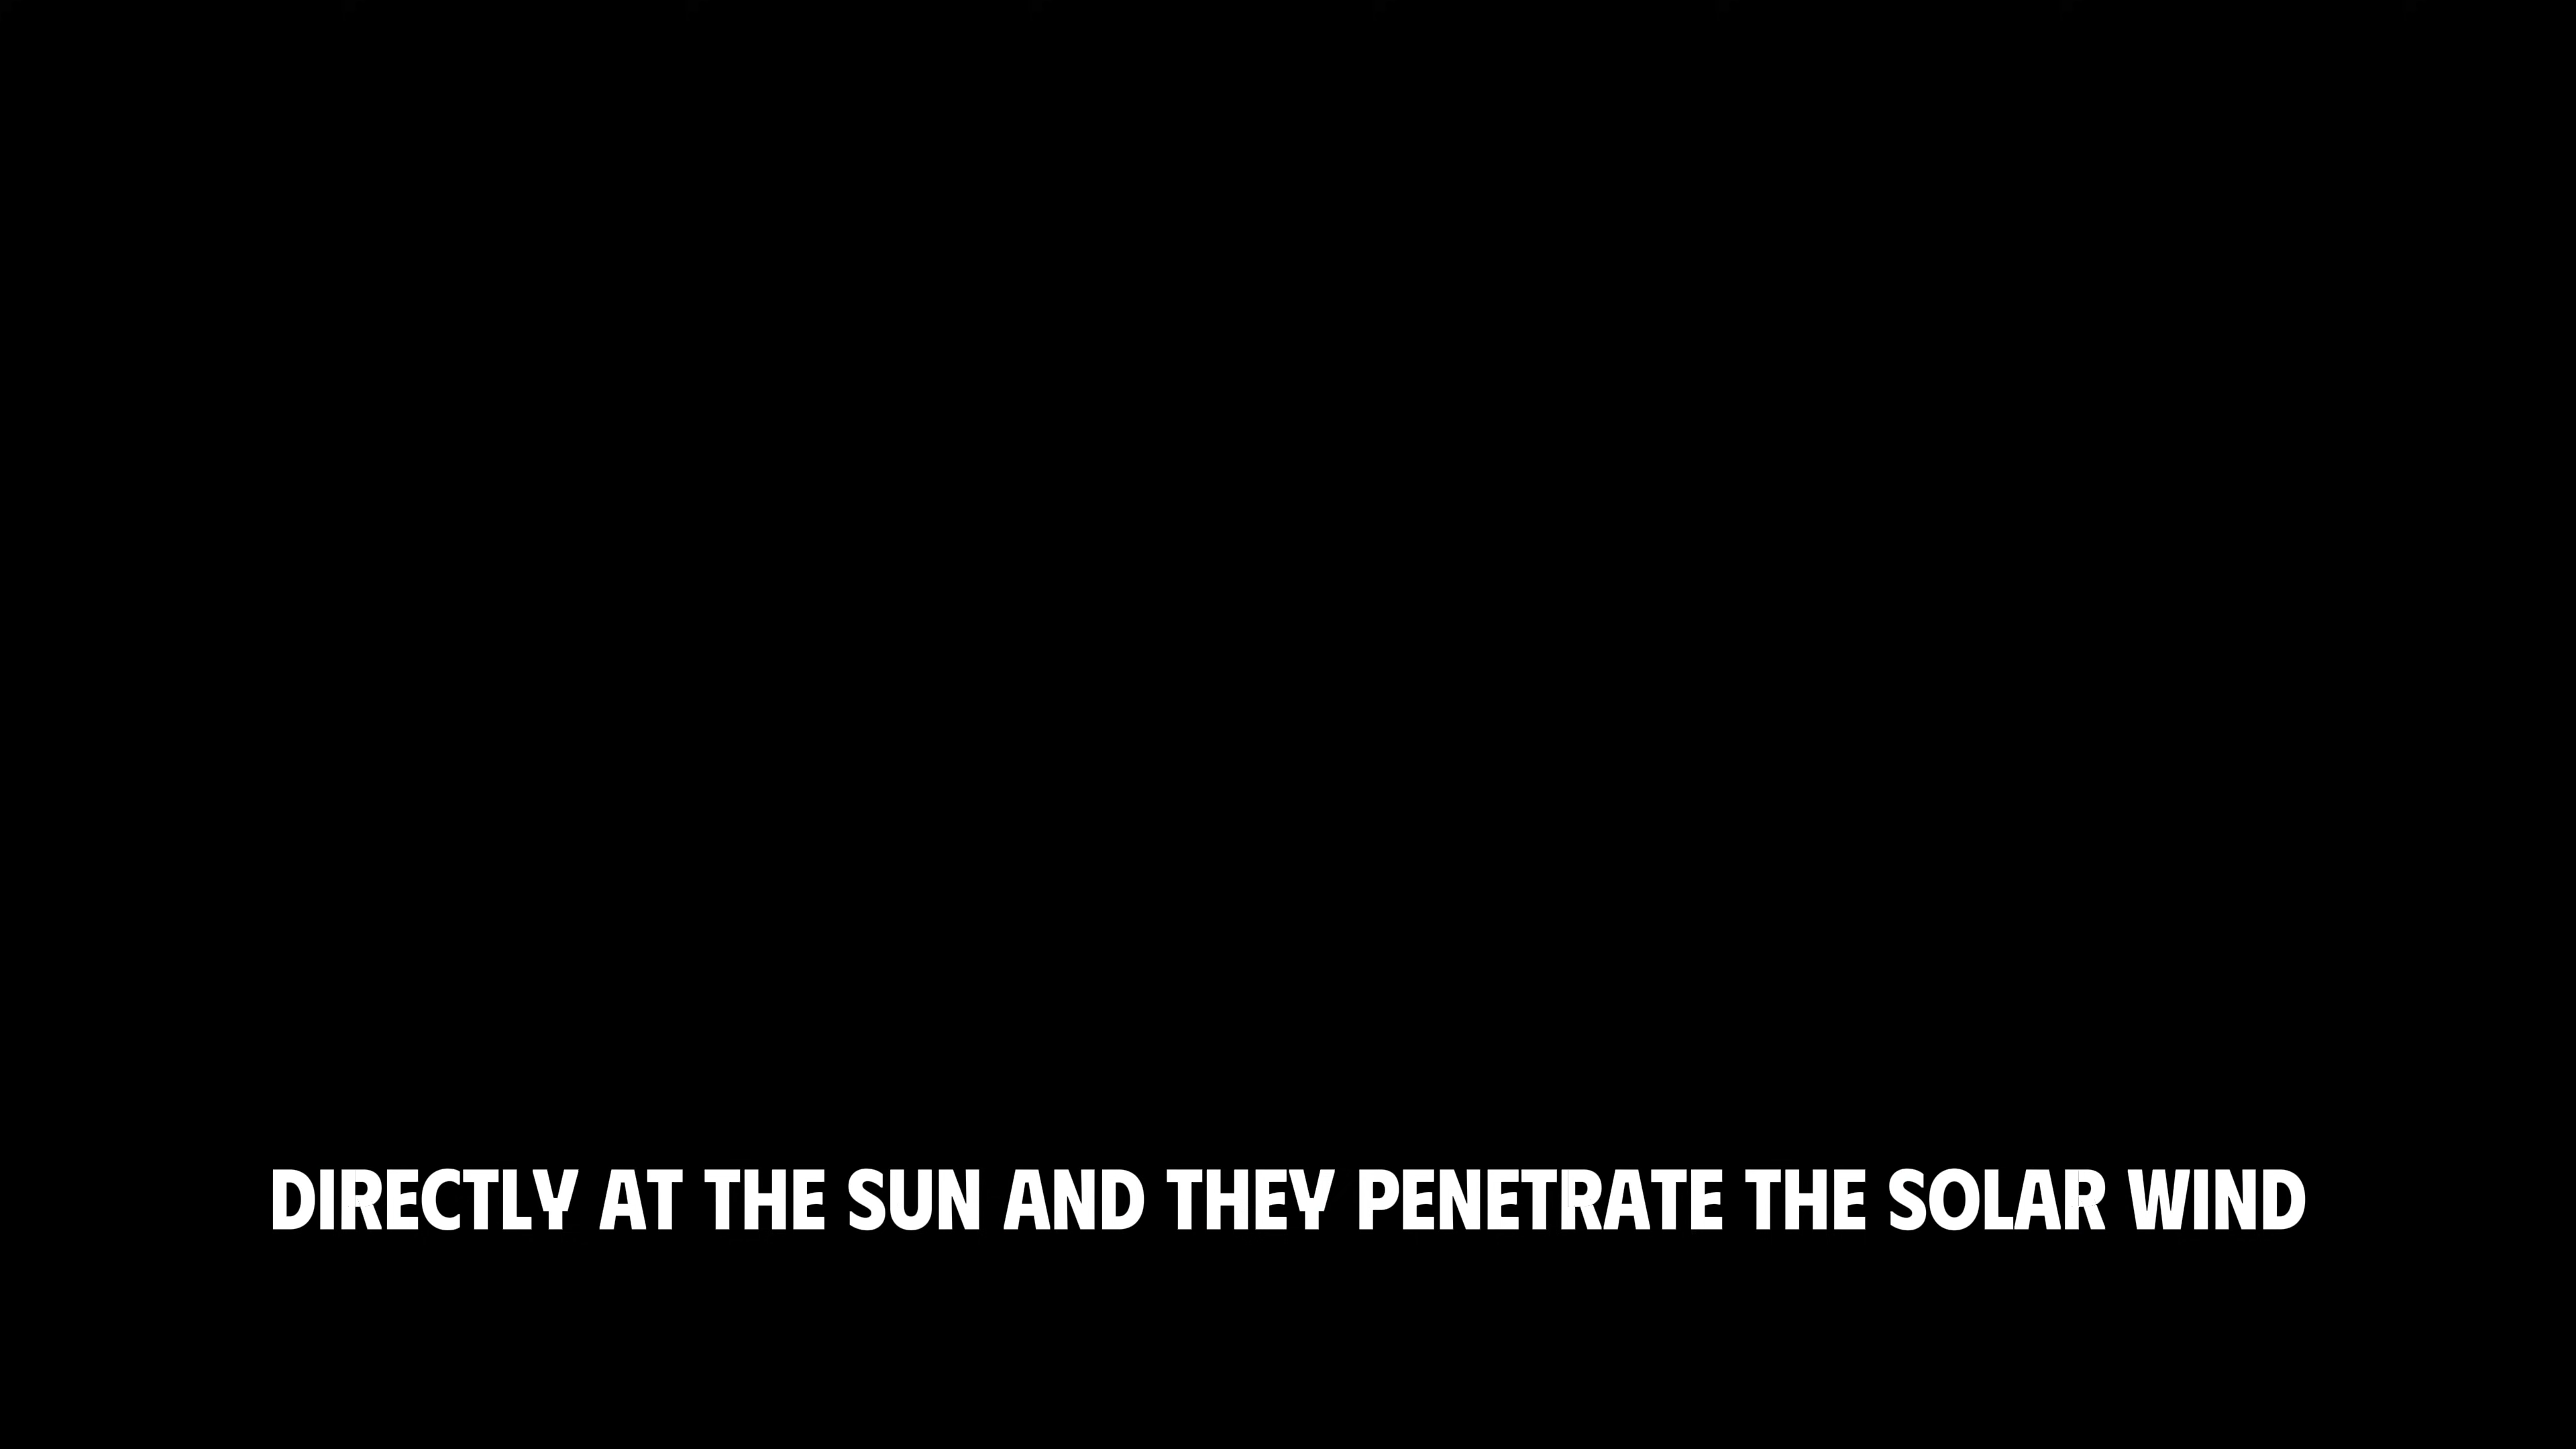 DIRECTLY AT THE SUN AND THEY PENETRATE THE SOLAR WIND